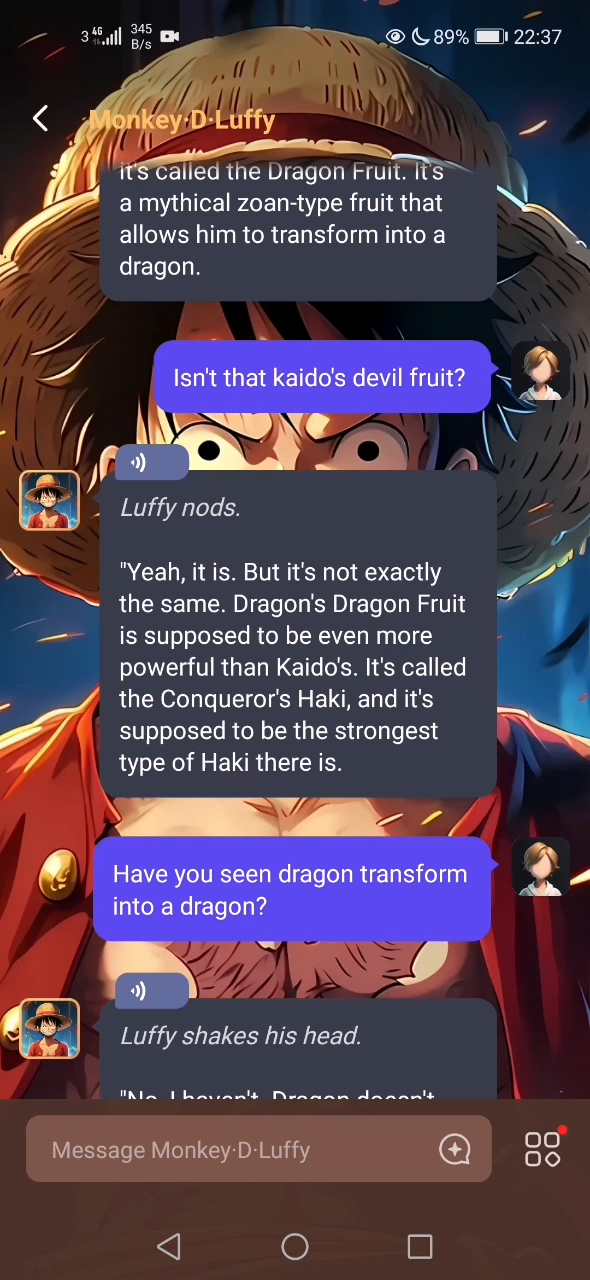 3 4G 345 B/s 89% 22:37
Monkey·D·Luffy
it's called the Dragon Fruit. It's
a mythical zoan-type fruit that
allows him to transform into a
dragon.
Isn't that kaido's devil fruit?
Luffy nods.
"Yeah, it is. But it's not exactly
the same. Dragon's Dragon Fruit
is supposed to be even more
powerful than Kaido's. It's called
the Conqueror's Haki, and it's
supposed to be the strongest
type of Haki there is.
Have you seen dragon transform
into a dragon?
Luffy shakes his head.
"No, I haven't. Dragon doesn't
Message Monkey·D·Luffy